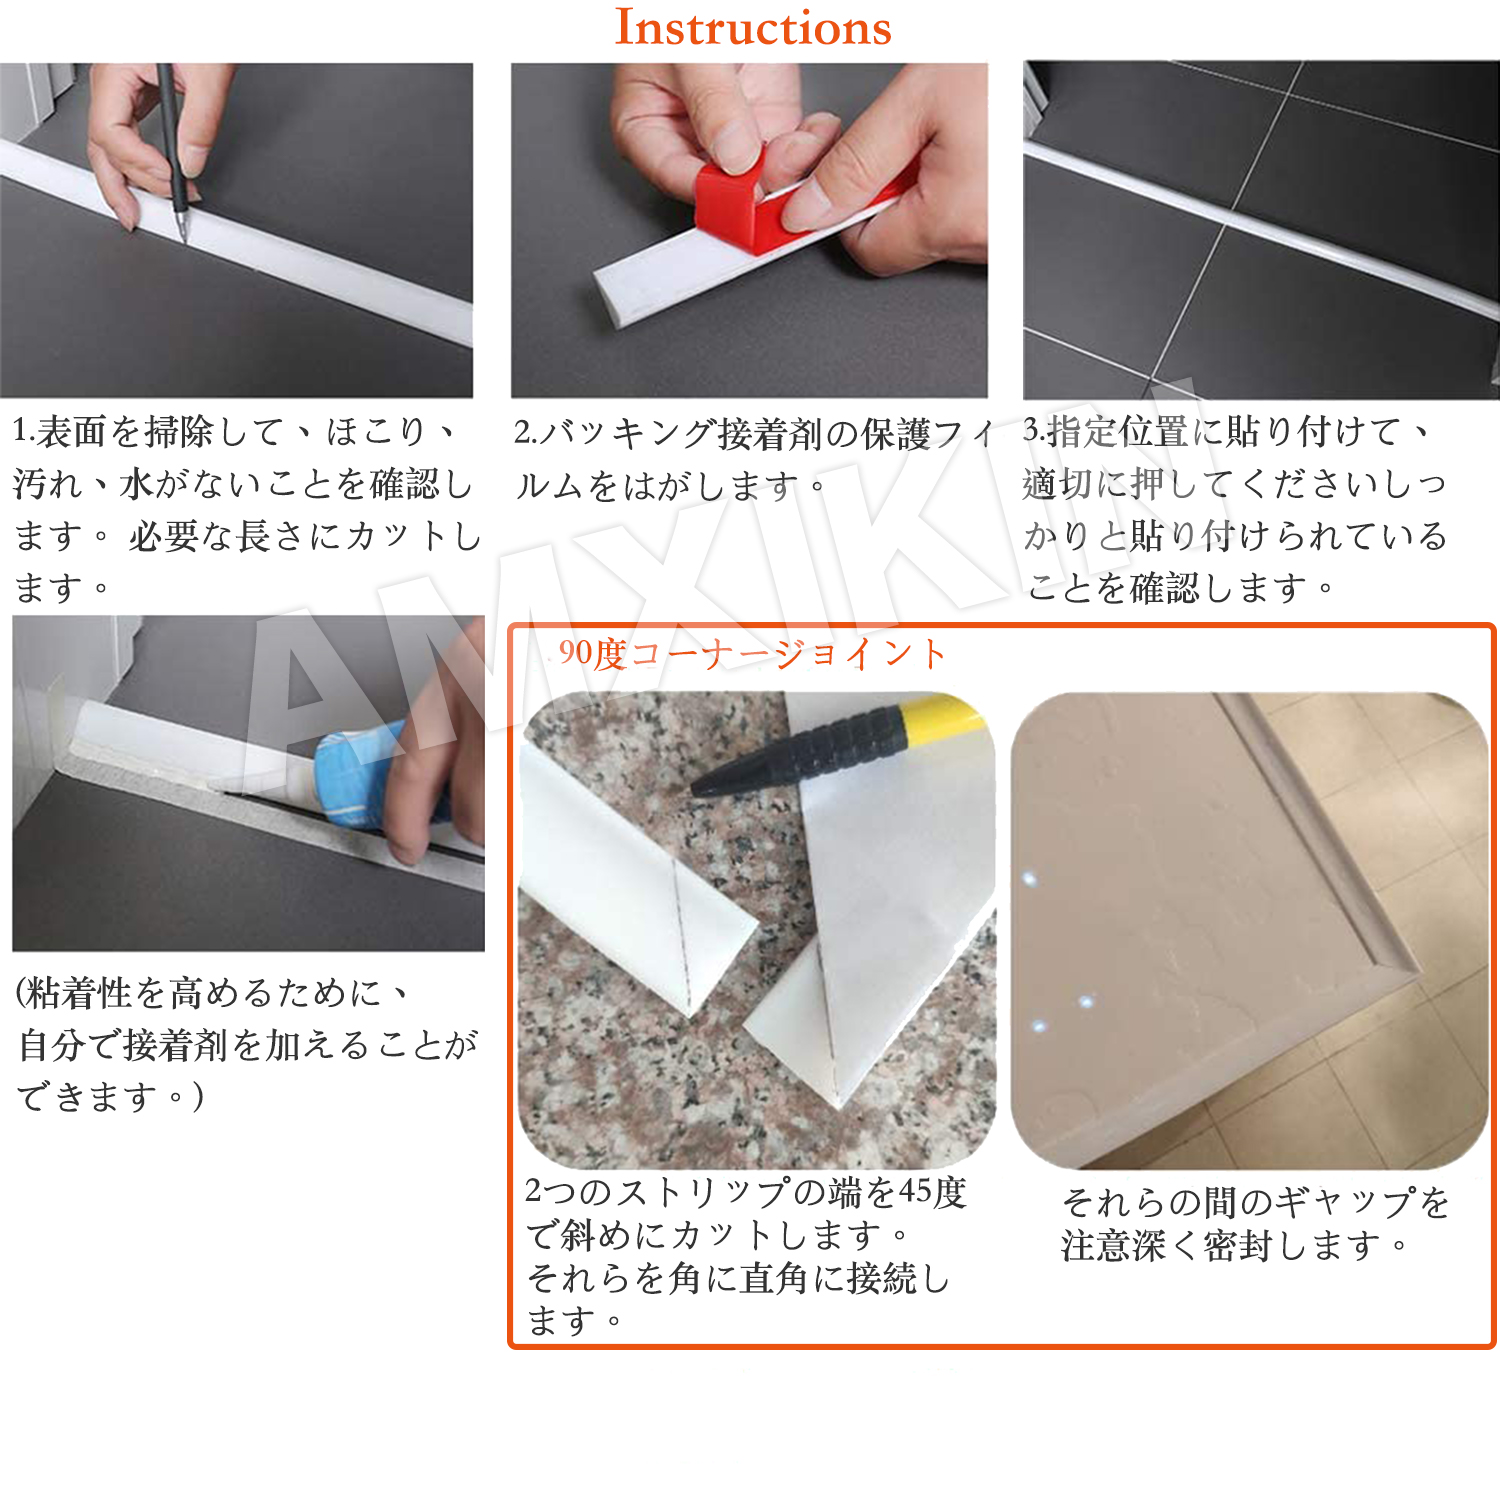 Instructions
1.表面を掃除して、ほこり、
汚れ、水がないことを確認し
ます。 必要な長さにカットし
ます。
2.バッキング接着剤の保護フィ
ルムをはがします。
3.指定位置に貼り付けて、
適切に押してくださいしっ
かりと貼り付けられている
ことを確認します。
AMXIKIN
(粘着性を高めるために、
自分で接着剤を加えることが
できます。)
90度コーナージョイント
2つのストリップの端を45度
で斜めにカットします。
それらを角に直角に接続し
ます。
それらの間のギャップを
注意深く密封します。